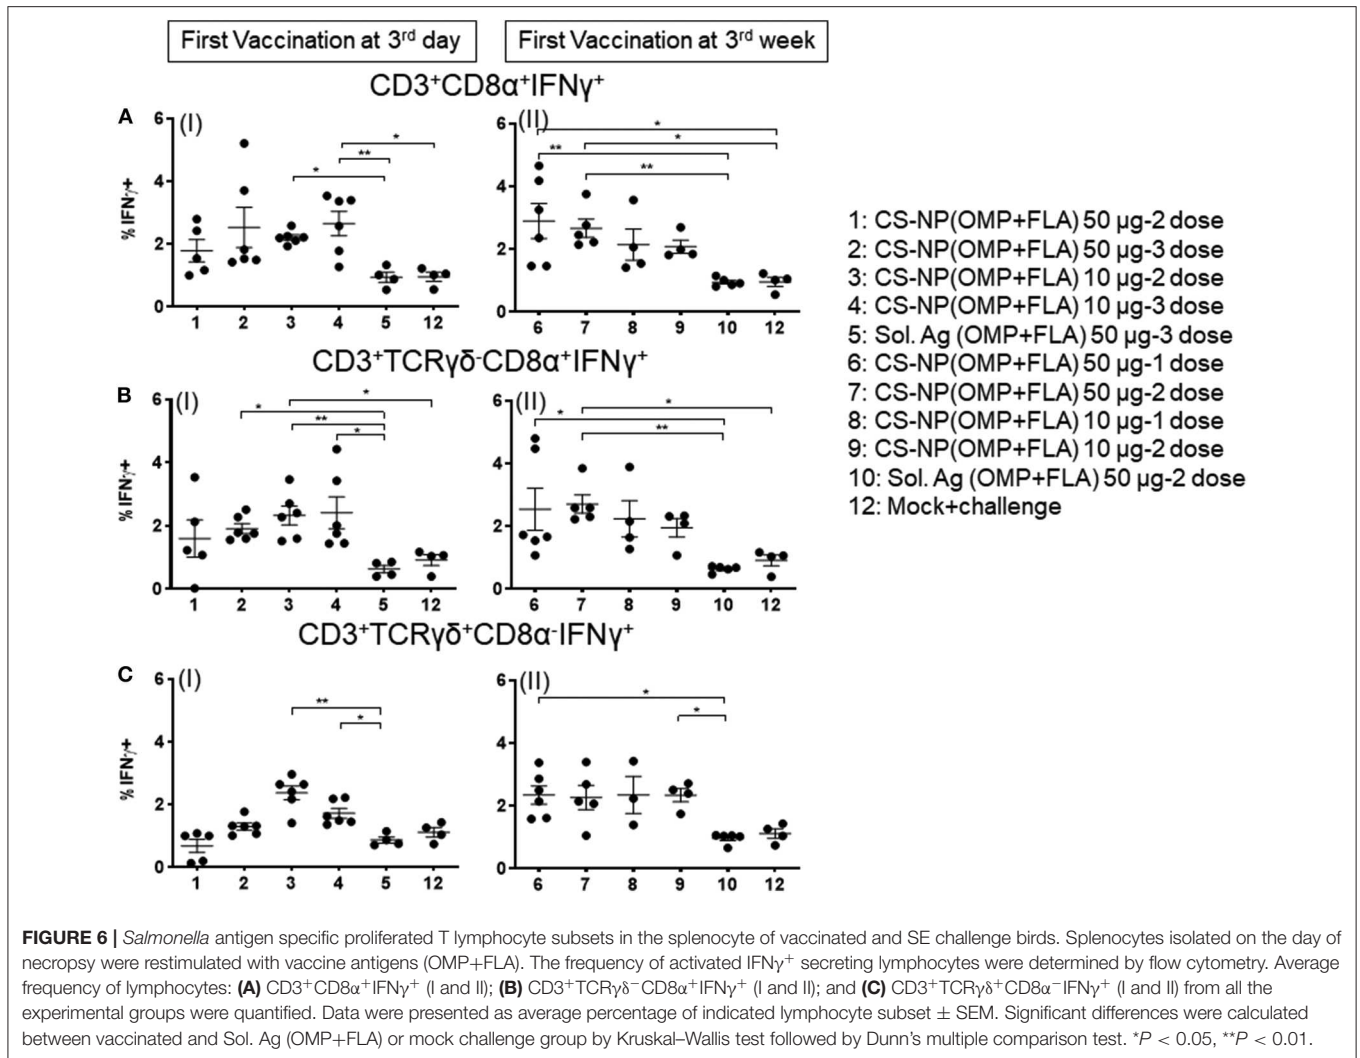 First Vaccination at 3rd day
First Vaccination at 3rd week
CD3+CD8α+IFNγ+
A
(I)
% IFN-γ+
6
4
2
0
*
**
*
1 2 3 4 5 12
(II)
6
4
2
0
*
*
**
**
6 7 8 9 10 12
CD3+TCRγδ-CD8α+IFNγ+
B
(I)
% IFN-γ+
6
4
2
0
*
*
**
*
1 2 3 4 5 12
(II)
6
4
2
0
*
*
**
6 7 8 9 10 12
CD3+TCRγδ+CD8α-IFNγ+
C
(I)
% IFN-γ+
6
4
2
0
**
*
1 2 3 4 5 12
(II)
6
4
2
0
*
*
6 7 8 9 10 12
1: CS-NP(OMP+FLA) 50 µg-2 dose
2: CS-NP(OMP+FLA) 50 µg-3 dose
3: CS-NP(OMP+FLA) 10 µg-2 dose
4: CS-NP(OMP+FLA) 10 µg-3 dose
5: Sol. Ag (OMP+FLA) 50 µg-3 dose
6: CS-NP(OMP+FLA) 50 µg-1 dose
7: CS-NP(OMP+FLA) 50 µg-2 dose
8: CS-NP(OMP+FLA) 10 µg-1 dose
9: CS-NP(OMP+FLA) 10 µg-2 dose
10: Sol. Ag (OMP+FLA) 50 µg-2 dose
12: Mock+challenge
FIGURE 6 | Salmonella antigen specific proliferated T lymphocyte subsets in the splenocyte of vaccinated and SE challenge birds. Splenocytes isolated on the day of
necropsy were restimulated with vaccine antigens (OMP+FLA). The frequency of activated IFNγ+ secreting lymphocytes were determined by flow cytometry. Average
frequency of lymphocytes: (A) CD3+CD8α+IFNγ+ (I and II); (B) CD3+TCRγδ−CD8α+IFNγ+ (I and II); and (C) CD3+TCRγδ+CD8α−IFNγ+ (I and II) from all the
experimental groups were quantified. Data were presented as average percentage of indicated lymphocyte subset ± SEM. Significant differences were calculated
between vaccinated and Sol. Ag (OMP+FLA) or mock challenge group by Kruskal–Wallis test followed by Dunn's multiple comparison test. *P < 0.05, **P < 0.01.